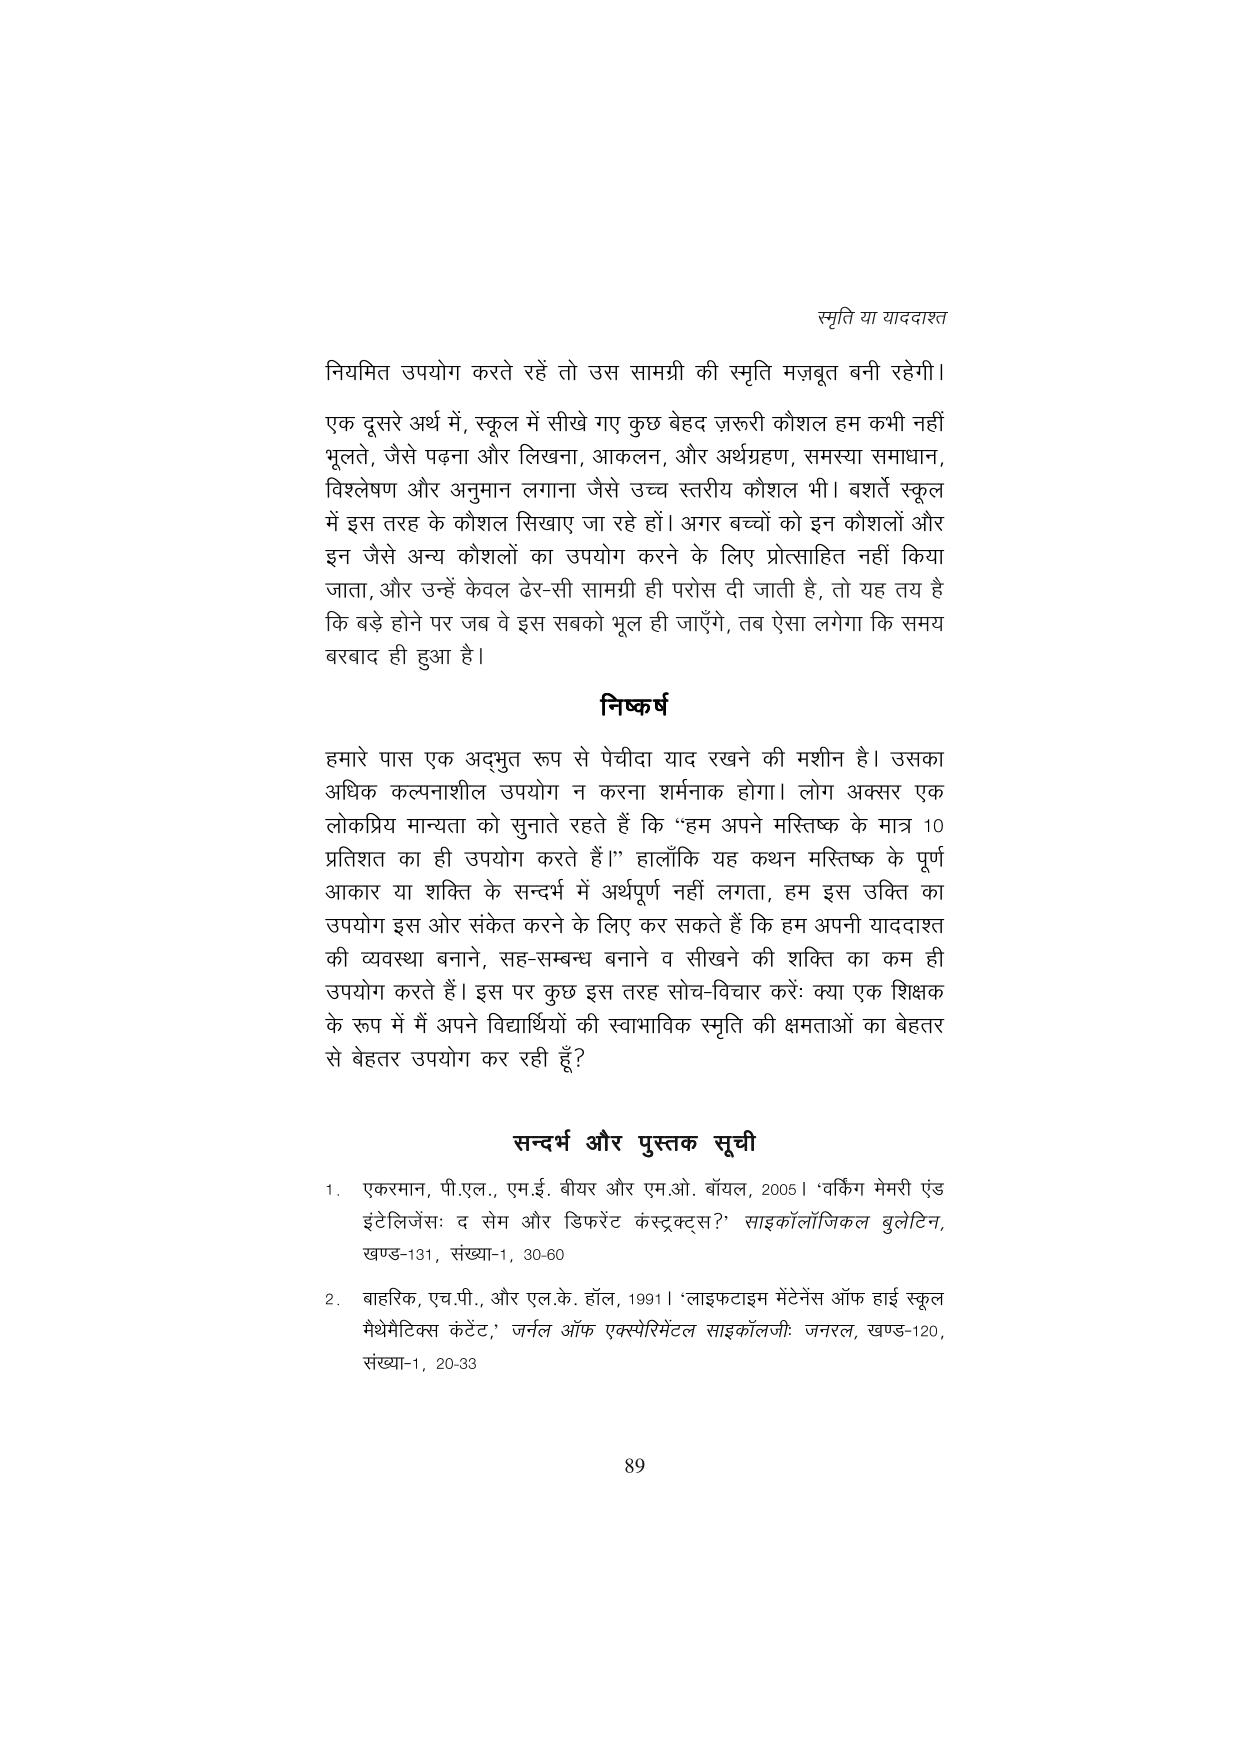 स्मृति या याददाश्त
नियमित उपयोग करते रहें तो उस सामग्री की स्मृति मज़बूत बनी रहेगी।
एक दूसरे अर्थ में, स्कूल में सीखे गए कुछ बेहद ज़रूरी कौशल हम कभी नहीं
भूलते, जैसे पढ़ना और लिखना, आकलन, और अर्थग्रहण, समस्या समाधान,
विश्लेषण और अनुमान लगाना जैसे उच्च स्तरीय कौशल भी। बशर्ते स्कूल
में इस तरह के कौशल सिखाए जा रहे हों। अगर बच्चों को इन कौशलों और
इन जैसे अन्य कौशलों का उपयोग करने के लिए प्रोत्साहित नहीं किया
जाता, और उन्हें केवल ढेर-सी सामग्री ही परोस दी जाती है, तो यह तय है
कि बड़े होने पर जब वे इस सबको भूल ही जाएँगे, तब ऐसा लगेगा कि समय
बरबाद ही हुआ है।
निष्कर्ष
हमारे पास एक अद्‌भुत रूप से पेचीदा याद रखने की मशीन है। उसका
अधिक कल्पनाशील उपयोग न करना शर्मनाक होगा। लोग अक्सर एक
लोकप्रिय मान्यता को सुनाते रहते हैं कि “हम अपने मस्तिष्क के मात्र 10
प्रतिशत का ही उपयोग करते हैं।” हालाँकि यह कथन मस्तिष्क के पूर्ण
आकार या शक्ति के सन्दर्भ में अर्थपूर्ण नहीं लगता, हम इस उक्ति का
उपयोग इस ओर संकेत करने के लिए कर सकते हैं कि हम अपनी याददाश्त
की व्यवस्था बनाने, सह-सम्बन्ध बनाने व सीखने की शक्ति का कम ही
उपयोग करते हैं। इस पर कुछ इस तरह सोच-विचार करें: क्या एक शिक्षक
के रूप में मैं अपने विद्यार्थियों की स्वाभाविक स्मृति की क्षमताओं का बेहतर
से बेहतर उपयोग कर रही हूँ?
सन्दर्भ और पुस्तक सूची
1. एकरमान, पी.एल., एम.ई. बीयर और एम.ओ. बॉयल, 2005। ‘वर्किंग मेमरी एंड
इंटेलिजेंस: द सेम और डिफरेंट कंस्ट्रक्ट्स?’ साइकॉलॉजिकल बुलेटिन,
खण्ड-131, संख्या-1, 30-60
2. बाहरिक, एच.पी., और एल.के. हॉल, 1991। ‘लाइफटाइम मेंटेनेंस ऑफ हाई स्कूल
मैथेमैटिक्स कंटेंट,’ जर्नल ऑफ एक्स्पेरिमेंटल साइकॉलजी: जनरल, खण्ड-120,
संख्या-1, 20-33
89